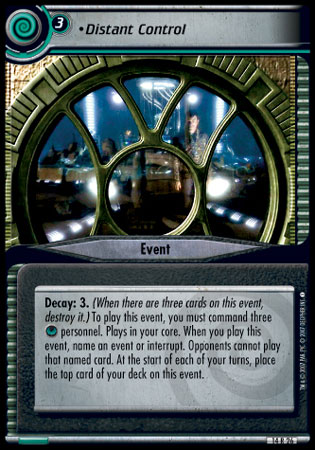 3
•Distant Control
Event
Decay: 3. (When there are three cards on this event,
destroy it.) To play this event, you must command three
personnel. Plays in your core. When you play this
event, name an event or interrupt. Opponents cannot play
that named card. At the start of each of your turns, place
the top card of your deck on this event.
14 R 26